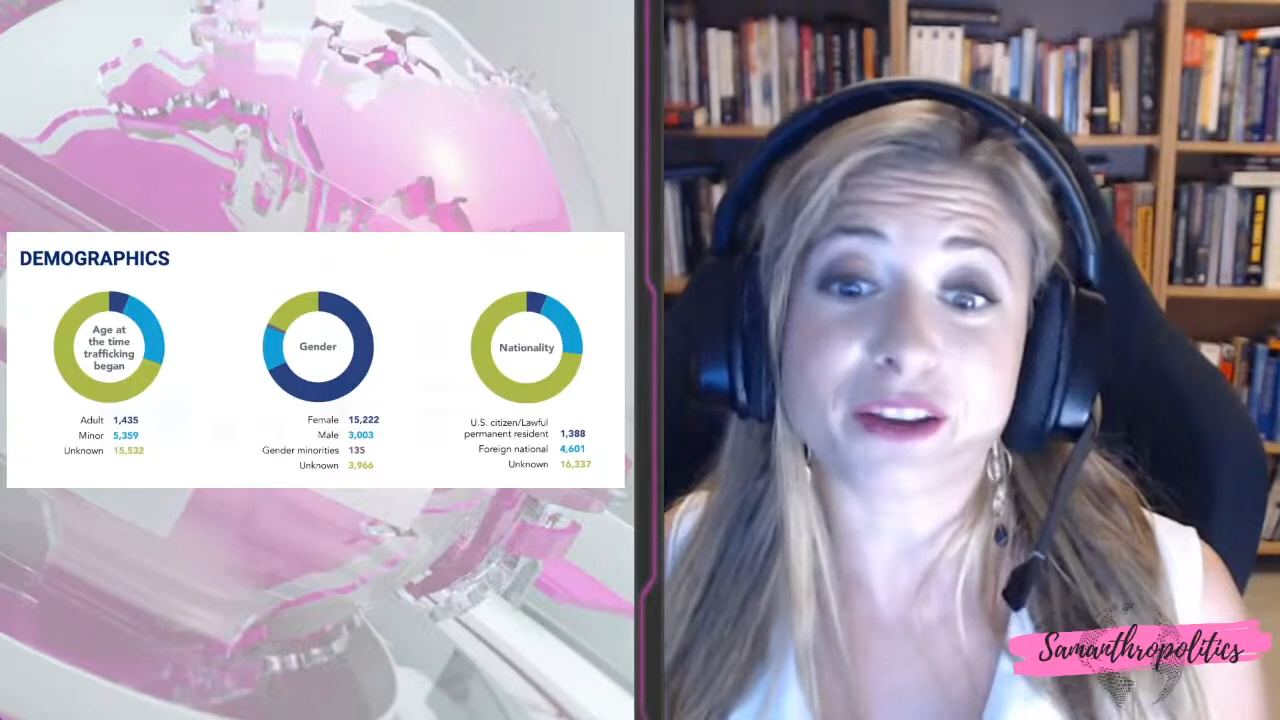 DEMOGRAPHICS
Age at
the time
trafficking
began
Adult 1,435
Minor 5,359
Unknown 15,532
Gender
Female 15,222
Male 3,003
Gender minorities 135
Unknown 3,966
Nationality
U.S. citizen/Lawful
permanent resident 1,388
Foreign national 4,601
Unknown 16,337
Samanthropolitics